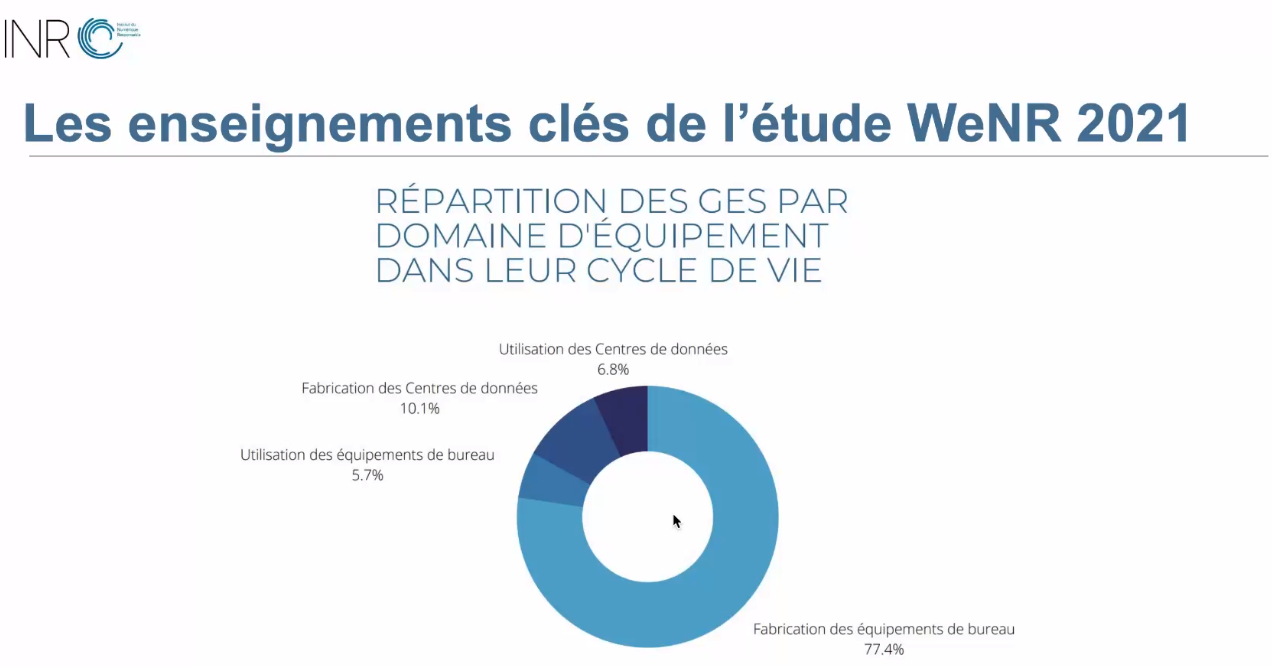 INR
Institut du
Numérique
Responsable
Les enseignements clés de l'étude WeNR 2021
RÉPARTITION DES GES PAR
DOMAINE D'ÉQUIPEMENT
DANS LEUR CYCLE DE VIE
Utilisation des Centres de données
6.8%
Fabrication des Centres de données
10.1%
Utilisation des équipements de bureau
5.7%
Fabrication des équipements de bureau
77.4%